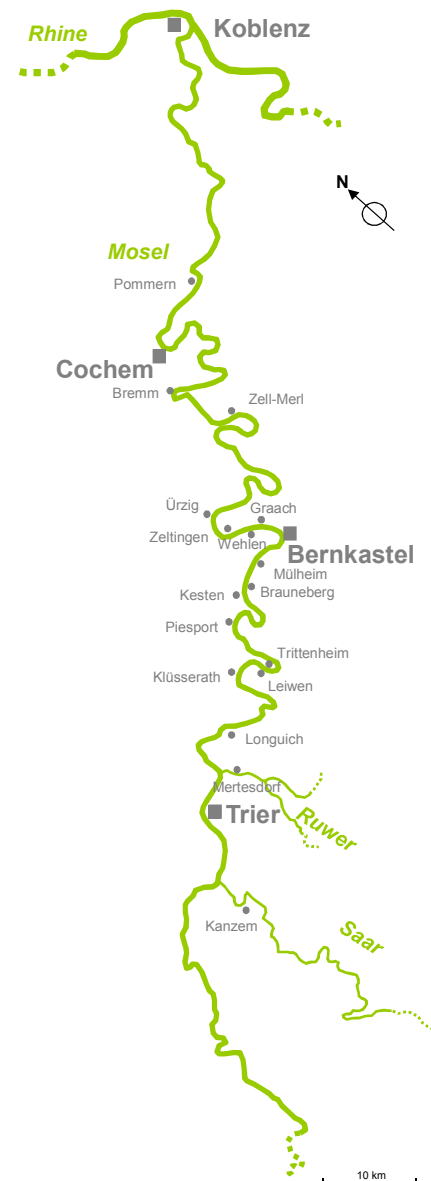 Rhine
Koblenz
N
Mosel
Pommern
Cochem
Bremm
Zell-Merl
Ürzig
Graach
Zeltingen
Wehlen
Bernkastel
Mülheim
Brauneberg
Kesten
Piesport
Trittenheim
Klüsserath
Leiwen
Longuich
Mertesdorf
Trier
Ruwer
Kanzem
Saar
10 km